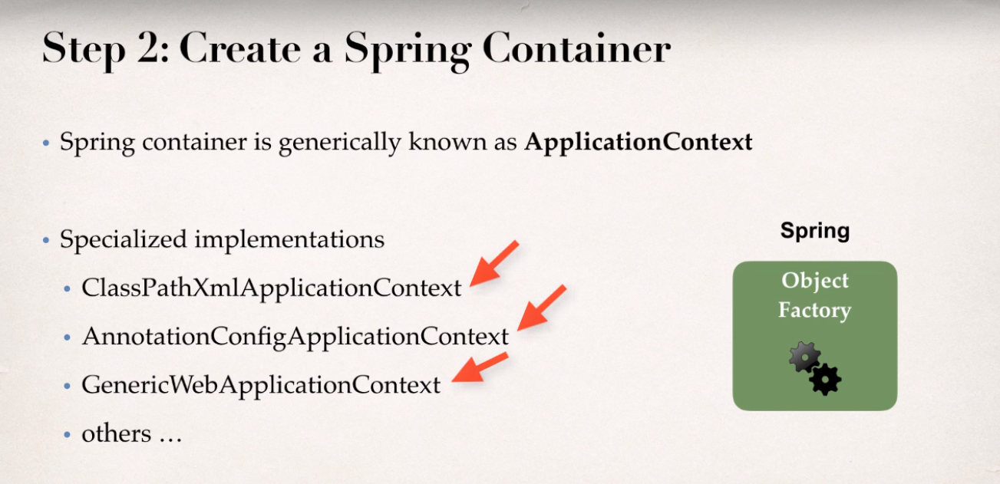 Step 2: Create a Spring Container
• Spring container is generically known as ApplicationContext
• Specialized implementations
• ClassPathXmlApplicationContext
• AnnotationConfigApplicationContext
• GenericWebApplicationContext
• others …
Spring
Object
Factory